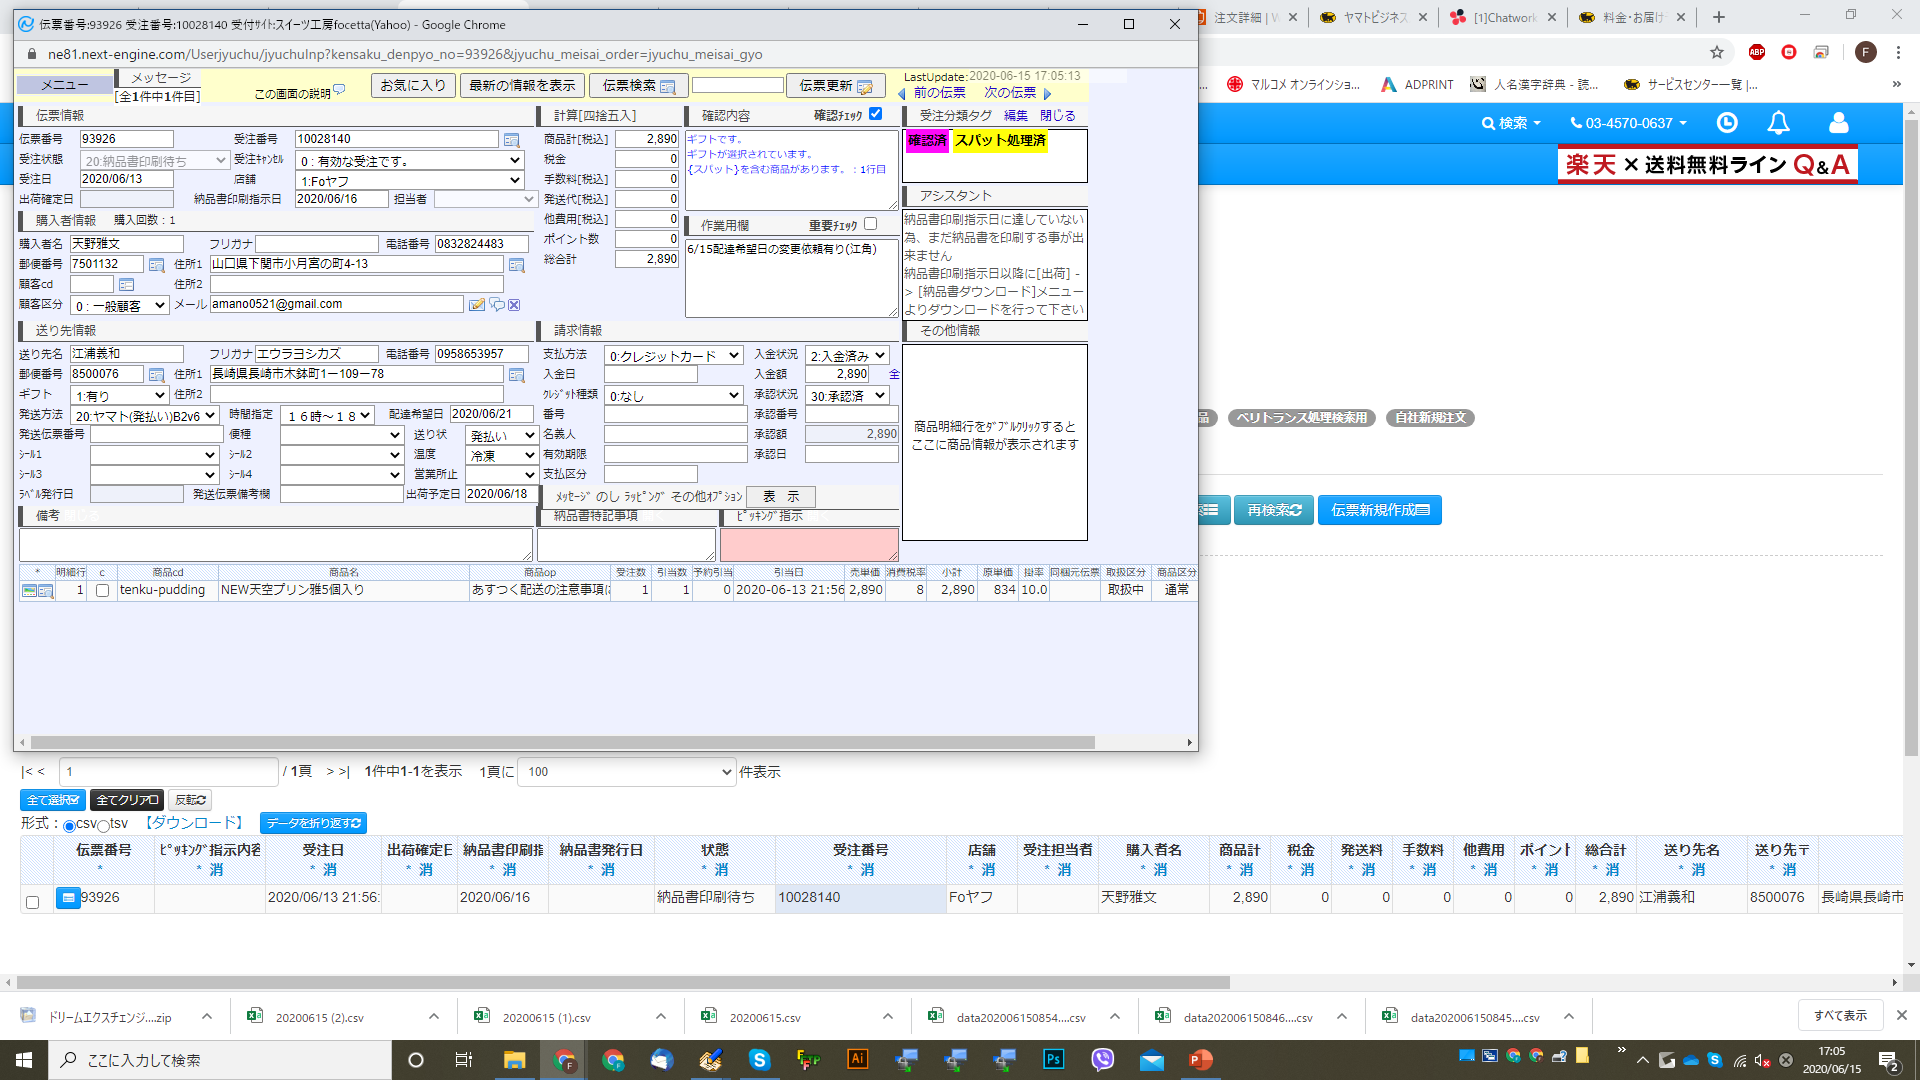 伝票番号:93926 受注番号:10028140 受付サイト:スイーツ工房focetta(Yahoo) - Google Chrome
ne81.next-engine.com/Userjyuchu/jyuchuInp?kensaku_denpyo_no=93926&jyuchu_meisai_order=jyuchu_meisai_gyo
注文詳細 | W
ヤマトビジネス
[1]Chatwork
料金・お届け
マルコメ オンラインショ...
ADPRINT
人名漢字辞典 - 読...
サービスセンター一覧 |...
メニュー
メッセージ
[全1件中1件目]
この画面の説明
お気に入り
最新の情報を表示
伝票検索
伝票更新
LastUpdate:2020-06-15 17:05:13
前の伝票 次の伝票
検索
03-4570-0637
楽天×送料無料ライン Q&A
伝票情報
計算[四捨五入]
確認内容 確認ﾁｪｯｸ
受注分類タグ 編集 閉じる
伝票番号 93926 受注番号 10028140
受注状態 20:納品書印刷待ち 受注ｷｬﾝｾﾙ 0 : 有効な受注です。
受注日 2020/06/13 店舗 1:Foヤフ
出荷確定日 納品書印刷指示日 2020/06/16 担当者
商品計[税込] 2,890
税金 0
手数料[税込] 0
発送代[税込] 0
他費用[税込] 0
ポイント数 0
総合計 2,890
ギフトです。
ギフトが選択されています。
{スパット}を含む商品があります。: 1行目
確認済 スパット処理済
アシスタント
納品書印刷指示日に達していない
為、まだ納品書を印刷する事が出
来ません
納品書印刷指示日以降に[出荷] -
> [納品書ダウンロード]メニュー
よりダウンロードを行って下さい
作業用欄 重要ﾁｪｯｸ
6/15配達希望日の変更依頼有り(江角)
購入者情報 購入回数：1
購入者名 天野雅文 フリガナ 電話番号 0832824483
郵便番号 7501132 住所1 山口県下関市小月宮の町4-13
顧客cd 住所2
顧客区分 0 : 一般顧客 メール amano0521@gmail.com
送り先情報
請求情報
その他情報
送り先名 江浦義和 フリガナ エウラヨシカズ 電話番号 0958653957
郵便番号 8500076 住所1 長崎県長崎市木鉢町1ー109ー78
ギフト 1:有り 住所2
発送方法 20:ヤマト(発払い)B2v6 時間指定 １６時～１８ 配達希望日 2020/06/21
発送伝票番号 便種 送り状 発払い
ｼｰﾙ1 ｼｰﾙ2 温度 冷凍
ｼｰﾙ3 ｼｰﾙ4 営業所止
ﾗﾍﾞﾙ発行日 発送伝票備考欄 出荷予定日 2020/06/18
支払方法 0:クレジットカード 入金状況 2:入金済み
入金日 入金額 2,890 全
ｸﾚｼﾞｯﾄ種類 0:なし 承認状況 30:承認済
番号 承認番号
名義人 承認額 2,890
有効期限 承認日
支払区分
ﾒｯｾｰｼﾞ のし ﾗｯﾋﾟﾝｸﾞ その他ｵﾌﾟｼｮﾝ 表 示
商品明細行をﾀﾞﾌﾞﾙｸﾘｯｸすると
ここに商品情報が表示されます
備考
納品書特記事項
ﾋﾟｯｷﾝｸﾞ指示
* 明細行 c 商品cd 商品名 商品op 受注数 引当数 予約引当 引当日 売単価 消費税率 小計 原単価 掛率 同梱元伝票 取扱区分 商品区分
1 tenku-pudding NEW天空プリン雅5個入り あすつく配送の注意事項に 1 1 0 2020-06-13 21:56 2,890 8 2,890 834 10.0 取扱中 通常
品 ベリトランス処理検索用 自社新規注文
再検索 伝票新規作成
|< < 1 / 1頁 > >| 1件中1-1を表示 1頁に 100 件表示
全て選択 全てクリア 反転
形式： csv tsv 【ダウンロード】 データを折り返す
伝票番号 ﾋﾟｯｷﾝｸﾞ指示内容 受注日 出荷確定日 納品書印刷指 納品書発行日 状態 受注番号 店舗 受注担当者 購入者名 商品計 税金 発送料 手数料 他費用 ポイント 総合計 送り先名 送り先〒
* * 消 * 消 * 消 * 消 * 消 * 消 * 消 * 消 * 消 * 消 * 消 * 消 * 消 * 消 * 消 * 消 * 消 * 消 * 消
93926 2020/06/13 21:56: 2020/06/16 納品書印刷待ち 10028140 Foヤフ 天野雅文 2,890 0 0 0 0 0 2,890 江浦義和 8500076 長崎県長崎市
ドリームエクスチェンジ....zip
20200615 (2).csv
20200615 (1).csv
20200615.csv
data202006150854....csv
data202006150846....csv
data202006150845....csv
すべて表示
ここに入力して検索
17:05
2020/06/15
2